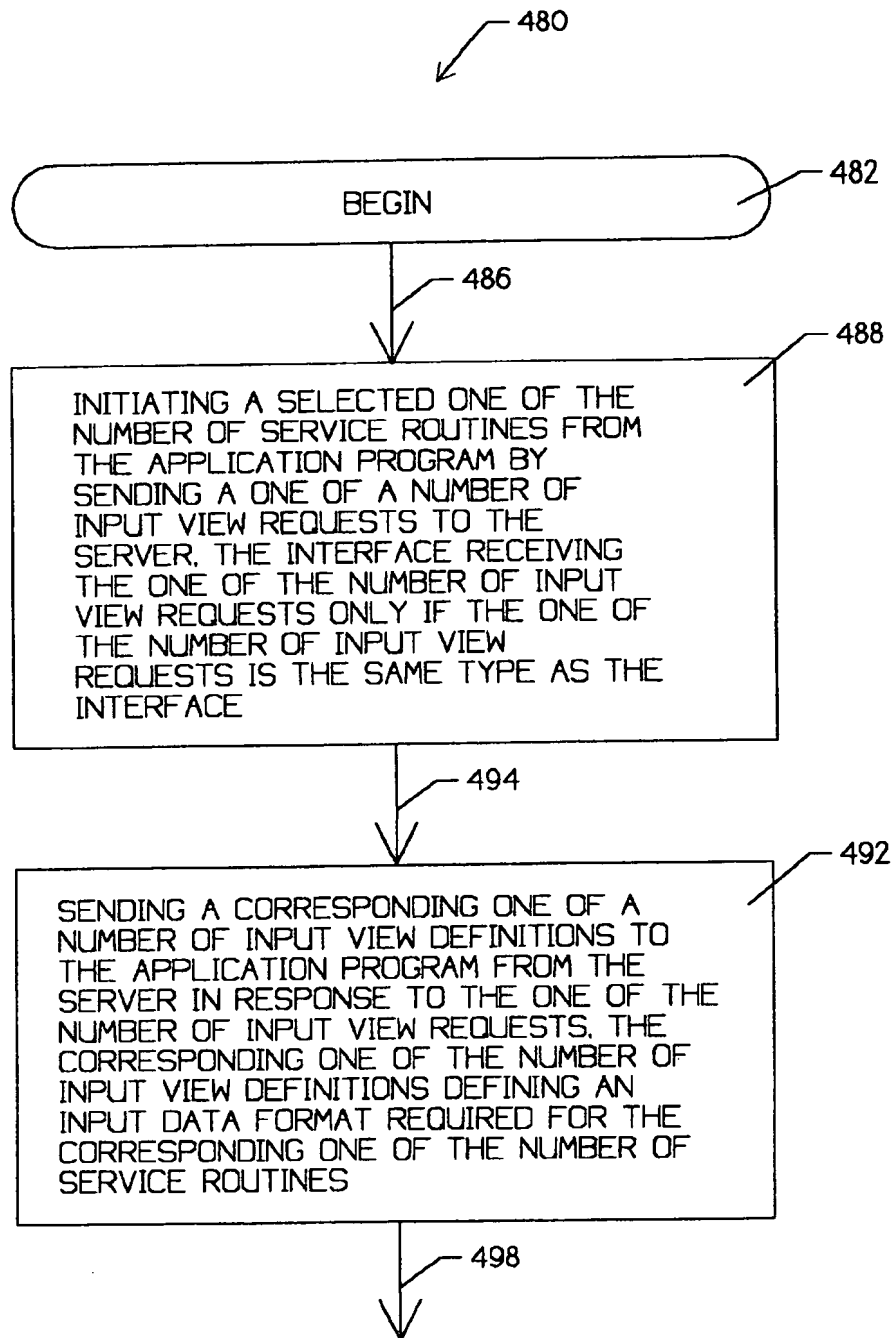 480
BEGIN
482
486
488
INITIATING A SELECTED ONE OF THE
NUMBER OF SERVICE ROUTINES FROM
THE APPLICATION PROGRAM BY
SENDING A ONE OF A NUMBER OF
INPUT VIEW REQUESTS TO THE
SERVER, THE INTERFACE RECEIVING
THE ONE OF THE NUMBER OF INPUT
VIEW REQUESTS ONLY IF THE ONE OF
THE NUMBER OF INPUT VIEW
REQUESTS IS THE SAME TYPE AS THE
INTERFACE
494
492
SENDING A CORRESPONDING ONE OF A
NUMBER OF INPUT VIEW DEFINITIONS TO
THE APPLICATION PROGRAM FROM THE
SERVER IN RESPONSE TO THE ONE OF THE
NUMBER OF INPUT VIEW REQUESTS, THE
CORRESPONDING ONE OF THE NUMBER OF
INPUT VIEW DEFINITIONS DEFINING AN
INPUT DATA FORMAT REQUIRED FOR THE
CORRESPONDING ONE OF THE NUMBER OF
SERVICE ROUTINES
498